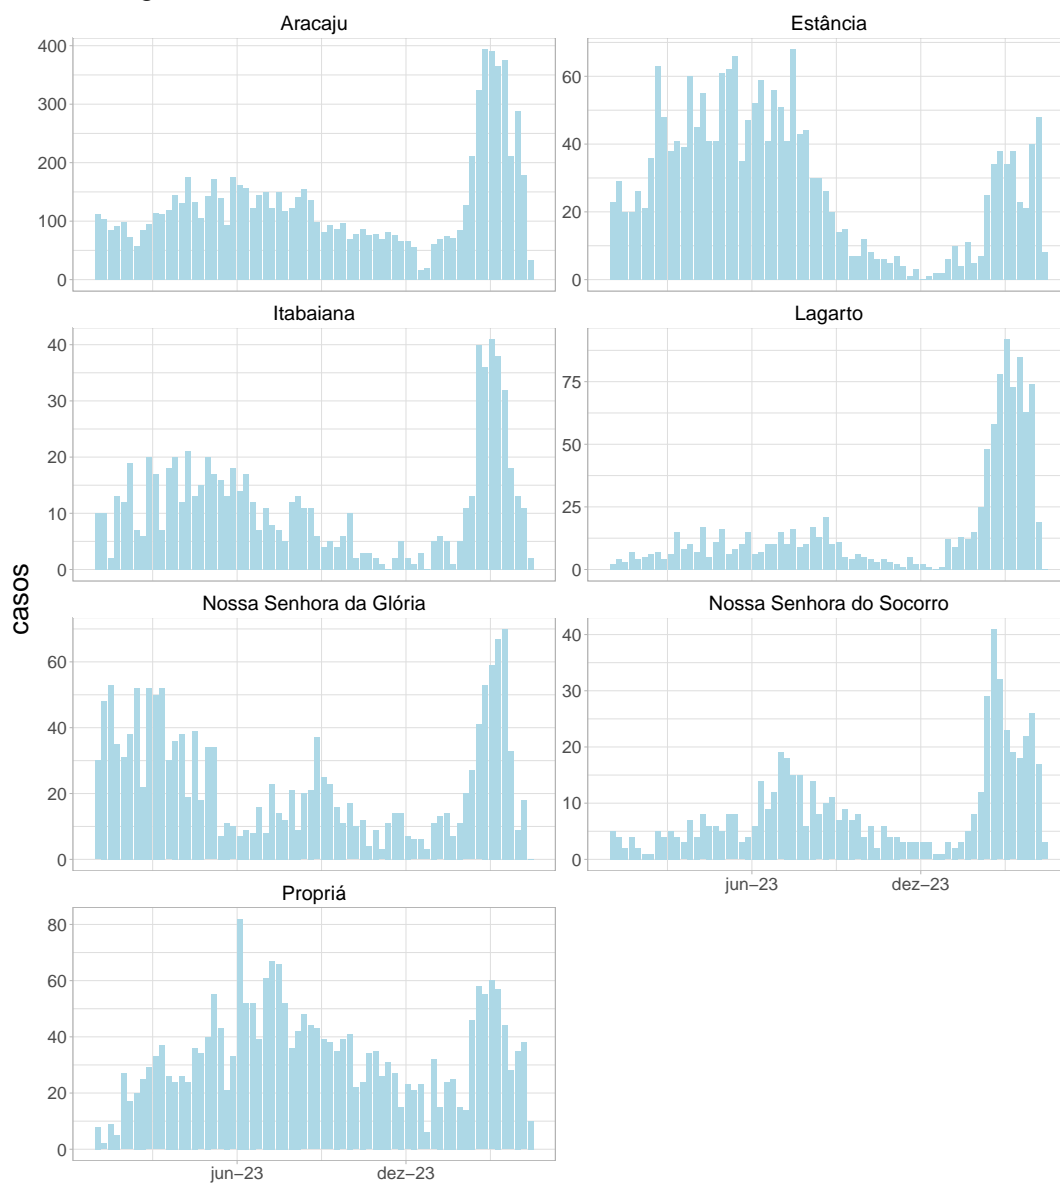 Aracaju
Estância
400
300
200
100
0
60
40
20
0
Itabaiana
Lagarto
40
30
20
10
0
75
50
25
0
casos
Nossa Senhora da Glória
Nossa Senhora do Socorro
60
40
20
0
40
30
20
10
0
jun−23
dez−23
Propriá
80
60
40
20
0
jun−23
dez−23